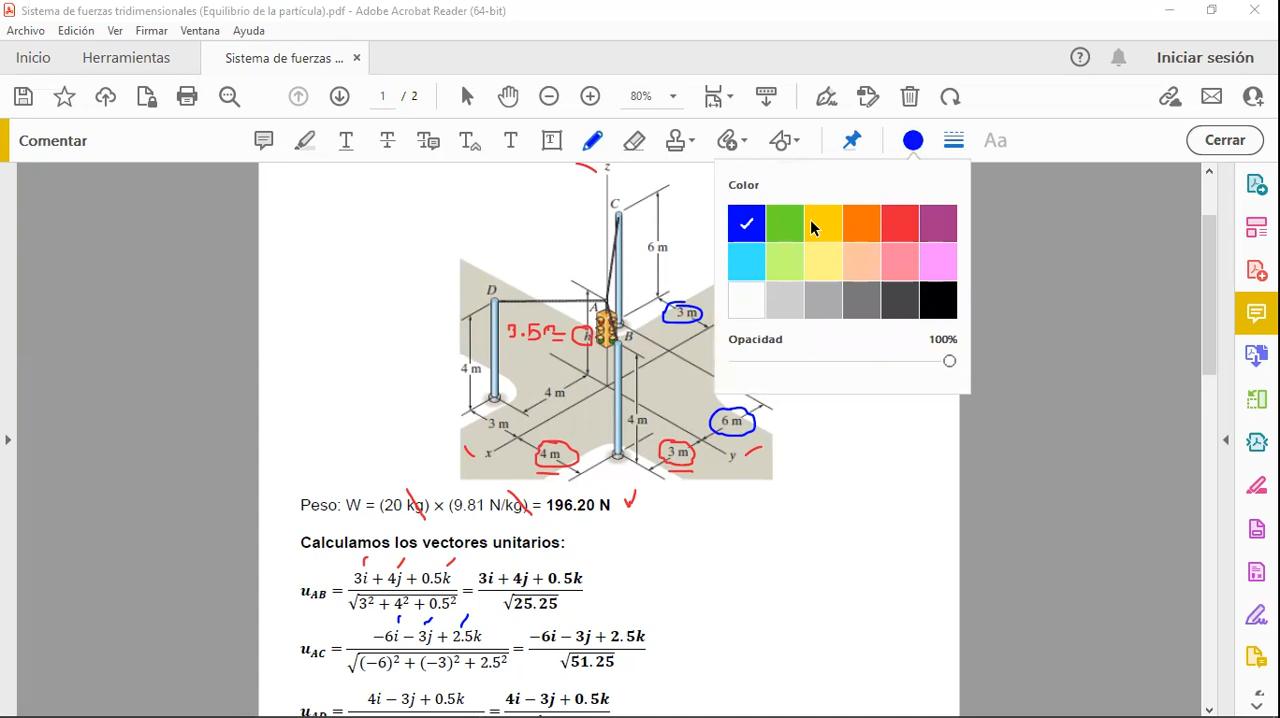 Sistema de fuerzas tridimensionales (Equilibrio de la partícula).pdf - Adobe Acrobat Reader (64-bit)
Archivo Edición Ver Firmar Ventana Ayuda
Inicio Herramientas Sistema de fuerzas ... × Iniciar sesión
1 / 2 80%
Comentar Aa Cerrar
Color
Opacidad 100%
z
C
6 m
D
A
3 m
3.5m = h B
4 m
4 m
4 m 6 m
3 m
x 4 m 3 m y
Peso: W = (20 kg) × (9.81 N/kg) = 196.20 N
Calculamos los vectores unitarios:
u_AB = (3i + 4j + 0.5k) / √(3² + 4² + 0.5²) = (3i + 4j + 0.5k) / √25.25
u_AC = (−6i − 3j + 2.5k) / √((−6)² + (−3)² + 2.5²) = (−6i − 3j + 2.5k) / √51.25
u_AD = 4i − 3j + 0.5k = 4i − 3j + 0.5k